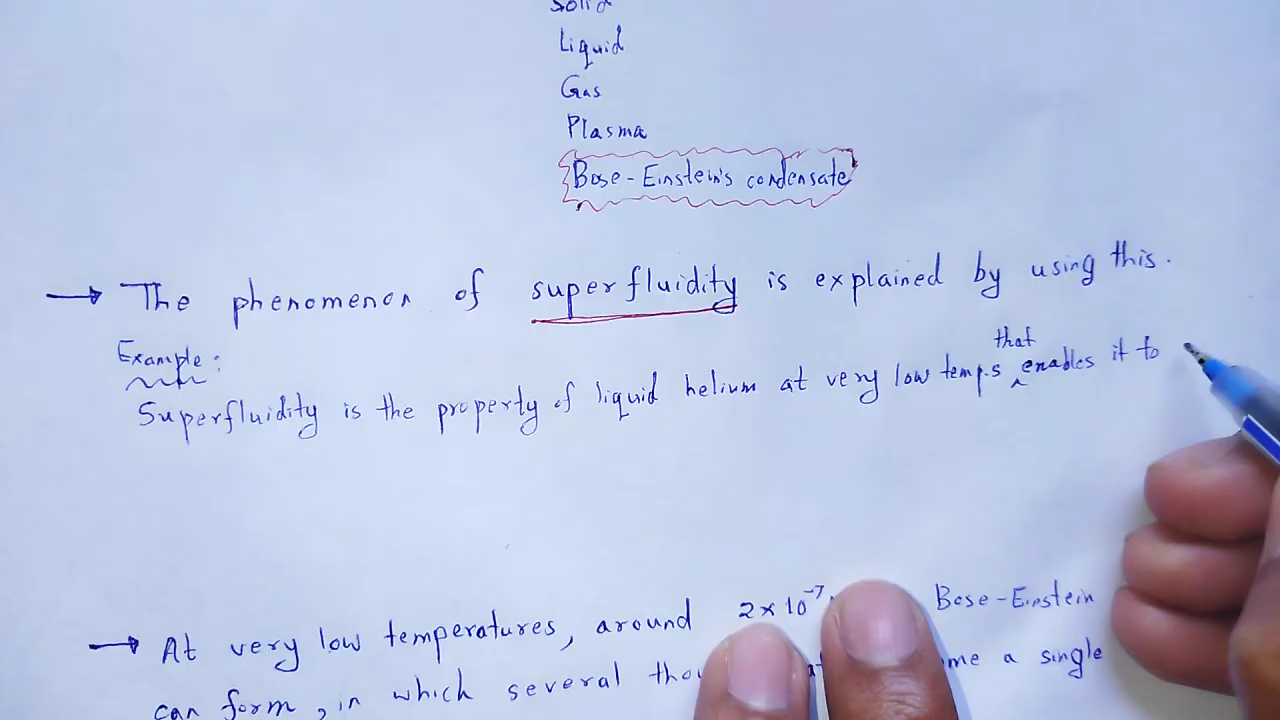 Solid
Liquid
Gas
Plasma
Bose-Einstein's condensate
The phenomenon of superfluidity is explained by using this.
Example:
that
Superfluidity is the property of liquid helium at very low temp.s enables it to
At very low temperatures, around 2×10⁻⁷ Bose-Einstein
can form, in which several a single